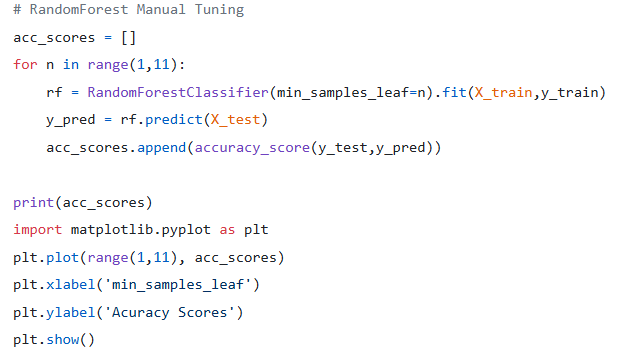 # RandomForest Manual Tuning
acc_scores = []
for n in range(1,11):
    rf = RandomForestClassifier(min_samples_leaf=n).fit(X_train,y_train)
    y_pred = rf.predict(X_test)
    acc_scores.append(accuracy_score(y_test,y_pred))

print(acc_scores)
import matplotlib.pyplot as plt
plt.plot(range(1,11), acc_scores)
plt.xlabel('min_samples_leaf')
plt.ylabel('Acuracy Scores')
plt.show()